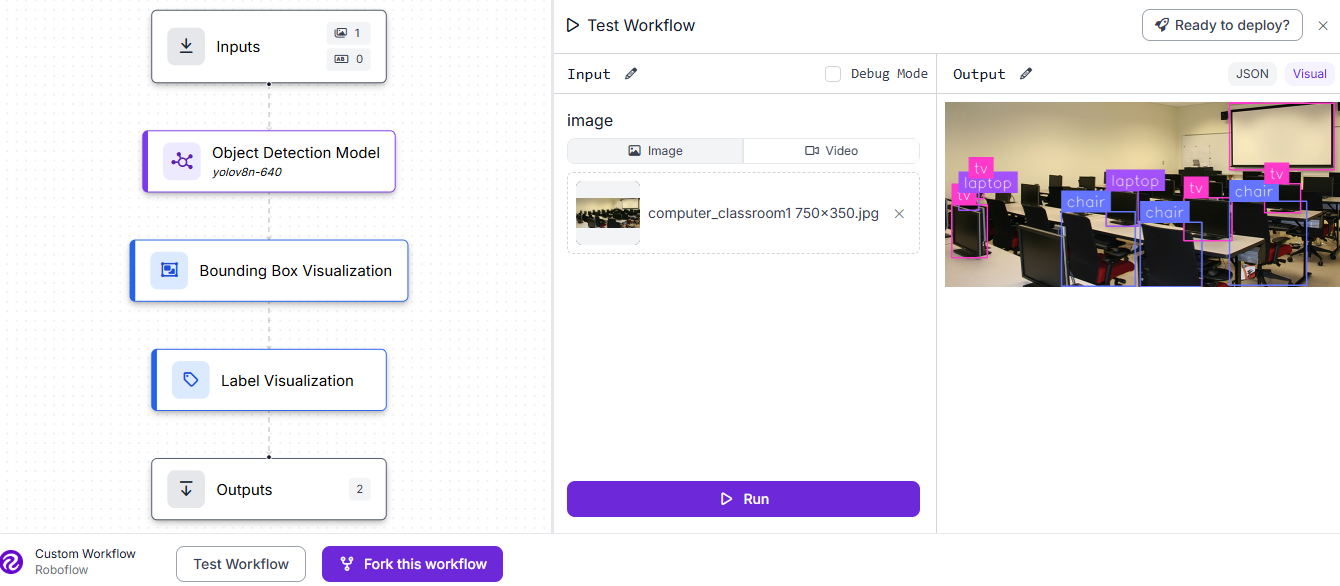 Inputs
1
0
Object Detection Model
yolov8n-640
Bounding Box Visualization
Label Visualization
Outputs
2
Custom Workflow
Roboflow
Test Workflow
Fork this workflow
Test Workflow
Ready to deploy?
Input
Debug Mode
image
Image
Video
computer_classroom1 750×350.jpg
Run
Output
JSON
Visual
tv
laptop
tv
laptop
chair
chair
tv
chair
tv